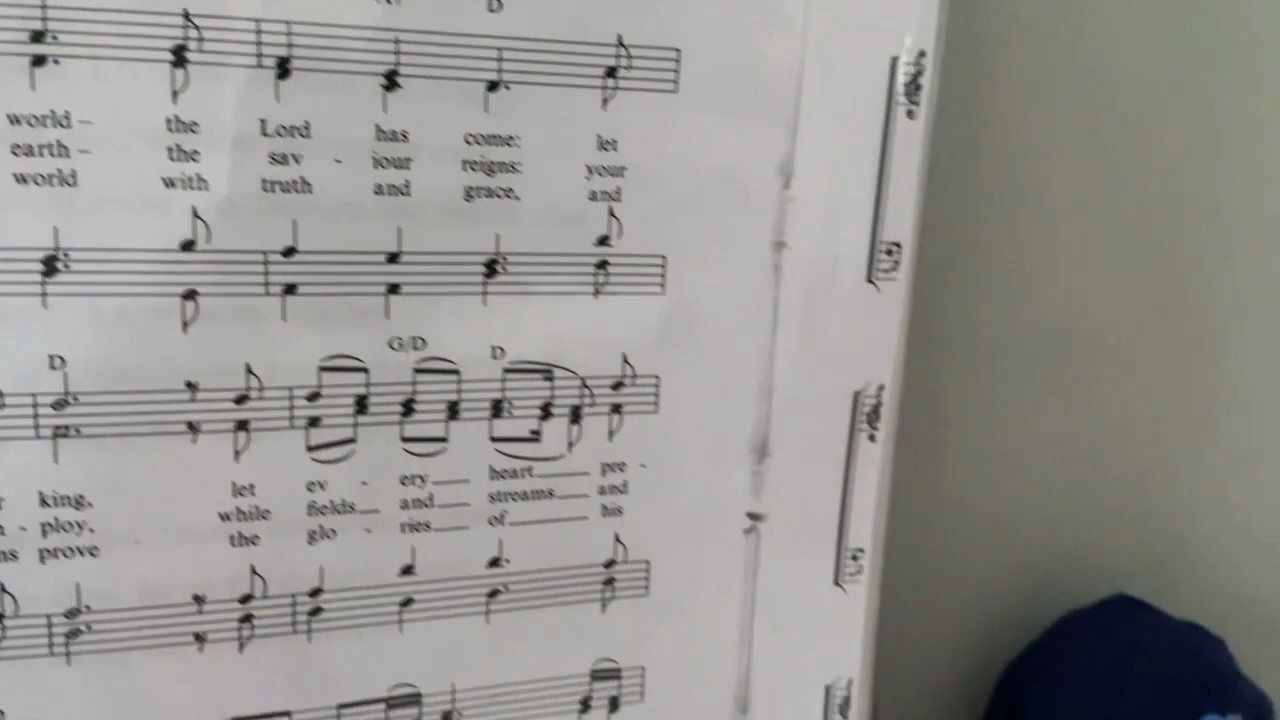 D
world – the Lord has come: let
earth – the sav - iour reigns: your
world with truth and grace, and
D G/D D
king, let ev - ery heart pre -
- ploy, while fields and streams and
prove the glo - ries of his